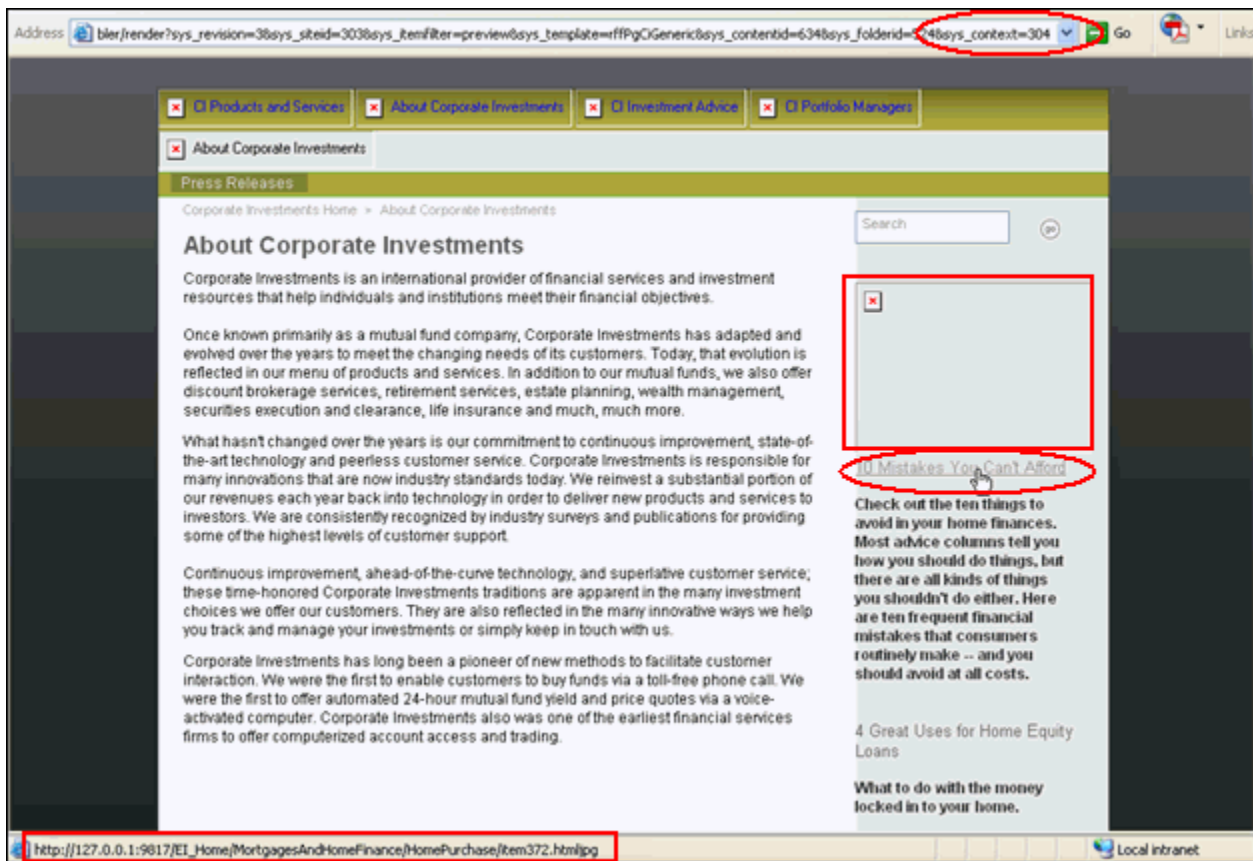 Address bler/render?sys_revision=3&sys_siteid=303&sys_itemfilter=preview&sys_template=rffPgCiGeneric&sys_contentid=634&sys_folderid=524&sys_context=304 Go Links
CI Products and Services About Corporate Investments CI Investment Advice CI Portfolio Managers
About Corporate Investments
Press Releases
Corporate Investments Home > About Corporate Investments
About Corporate Investments
Corporate Investments is an international provider of financial services and investment
resources that help individuals and institutions meet their financial objectives.
Once known primarily as a mutual fund company, Corporate Investments has adapted and
evolved over the years to meet the changing needs of its customers. Today, that evolution is
reflected in our menu of products and services. In addition to our mutual funds, we also offer
discount brokerage services, retirement services, estate planning, wealth management,
securities execution and clearance, life insurance and much, much more.
What hasn't changed over the years is our commitment to continuous improvement, state-of-
the-art technology and peerless customer service. Corporate Investments is responsible for
many innovations that are now industry standards today. We reinvest a substantial portion of
our revenues each year back into technology in order to deliver new products and services to
investors. We are consistently recognized by industry surveys and publications for providing
some of the highest levels of customer support.
Continuous improvement, ahead-of-the-curve technology, and superlative customer service;
these time-honored Corporate Investments traditions are apparent in the many investment
choices we offer our customers. They are also reflected in the many innovative ways we help
you track and manage your investments or simply keep in touch with us.
Corporate Investments has long been a pioneer of new methods to facilitate customer
interaction. We were the first to enable customers to buy funds via a toll-free phone call. We
were the first to offer automated 24-hour mutual fund yield and price quotes via a voice-
activated computer. Corporate Investments also was one of the earliest financial services
firms to offer computerized account access and trading.
Search go
10 Mistakes You Can't Afford
Check out the ten things to
avoid in your home finances.
Most advice columns tell you
how you should do things, but
there are all kinds of things
you shouldn't do either. Here
are ten frequent financial
mistakes that consumers
routinely make -- and you
should avoid at all costs.
4 Great Uses for Home Equity
Loans
What to do with the money
locked in to your home.
http://127.0.0.1:9817/EI_Home/MortgagesAndHomeFinance/HomePurchase/item372.htmljpg Local intranet